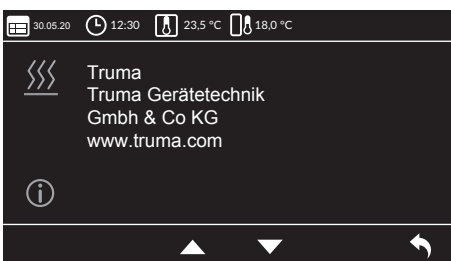 30.05.20 12:30 23,5 °C 18,0 °C
Truma
Truma Gerätetechnik
Gmbh & Co KG
www.truma.com